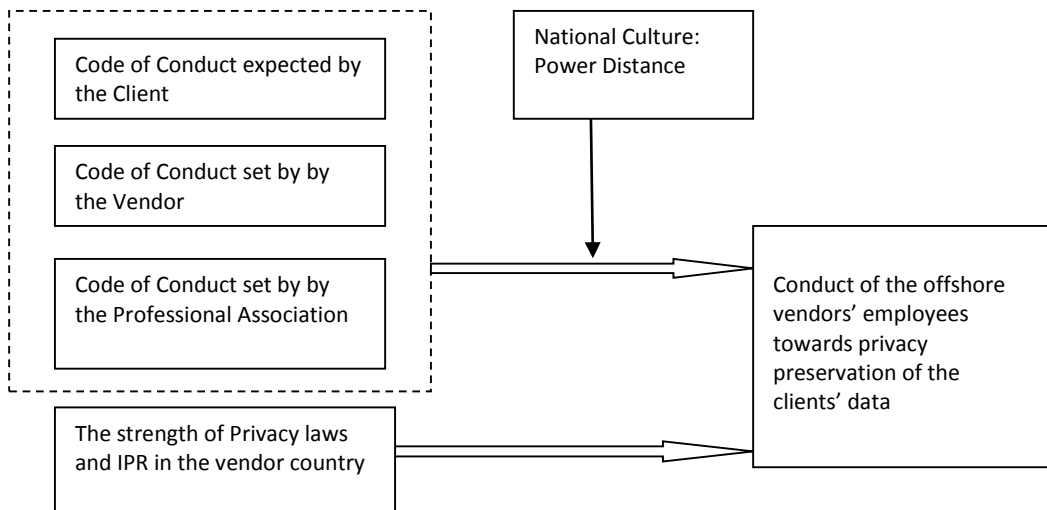 Code of Conduct expected by
the Client
National Culture:
Power Distance
Code of Conduct set by by
the Vendor
Code of Conduct set by by
the Professional Association
Conduct of the offshore
vendors’ employees
towards privacy
preservation of the
clients’ data
The strength of Privacy laws
and IPR in the vendor country